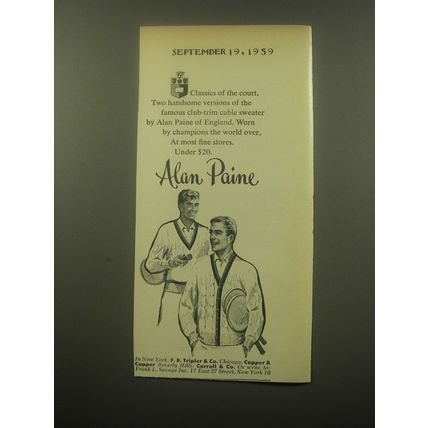 SEPTEMBER 19, 1959
Classics of the court.
Two handsome versions of the
famous club-trim cable sweater
by Alan Paine of England. Worn
by champions the world over.
At most fine stores.
Under $20.
Alan Paine
In New York: F. R. Tripler & Co. Chicago: Capper &
Capper Beverly Hills: Carroll & Co. Or write to:
Frank L. Savage Inc. 17 East 37 Street, New York 16